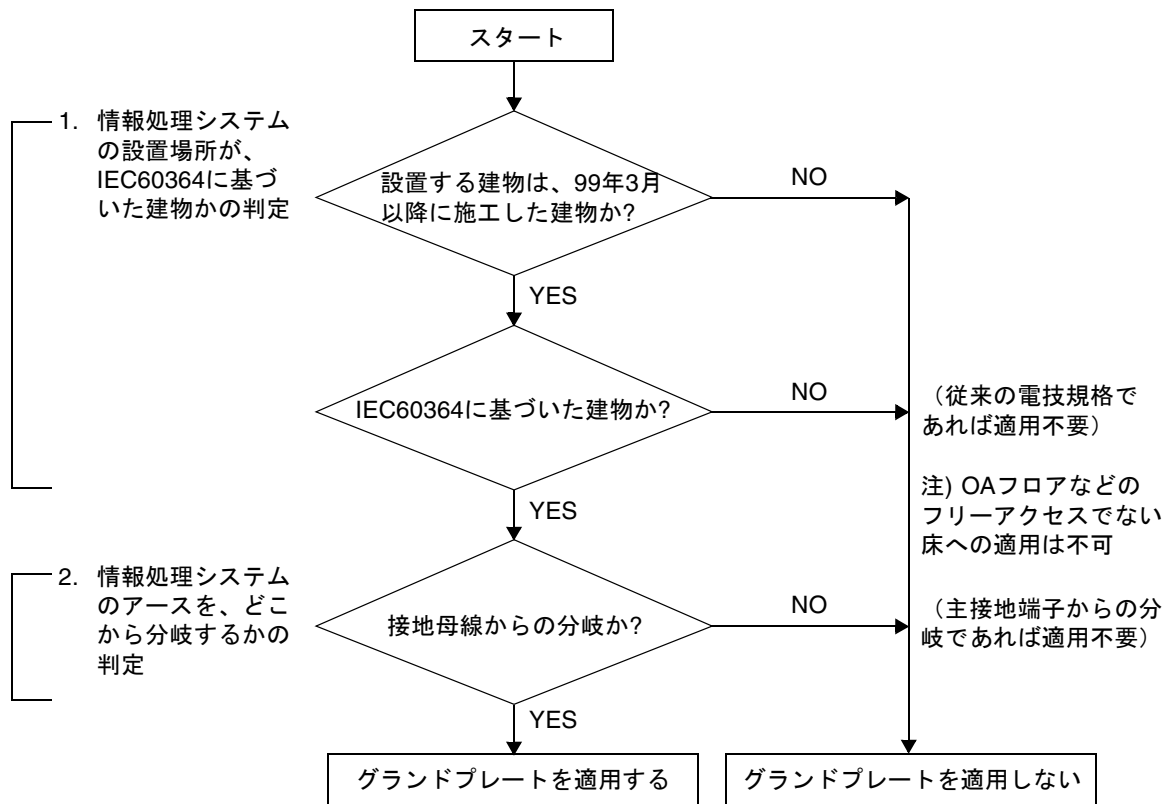 スタート
1. 情報処理システム
の設置場所が、
IEC60364に基づ
いた建物かの判定
設置する建物は、99年3月
以降に施工した建物か?
NO
YES
IEC60364に基づいた建物か?
NO
（従来の電技規格で
あれば適用不要）
YES
注) OAフロアなどの
フリーアクセスでない
床への適用は不可
2. 情報処理システム
のアースを、どこ
から分岐するかの
判定
接地母線からの分岐か?
NO
（主接地端子からの分
岐であれば適用不要）
YES
グランドプレートを適用する
グランドプレートを適用しない